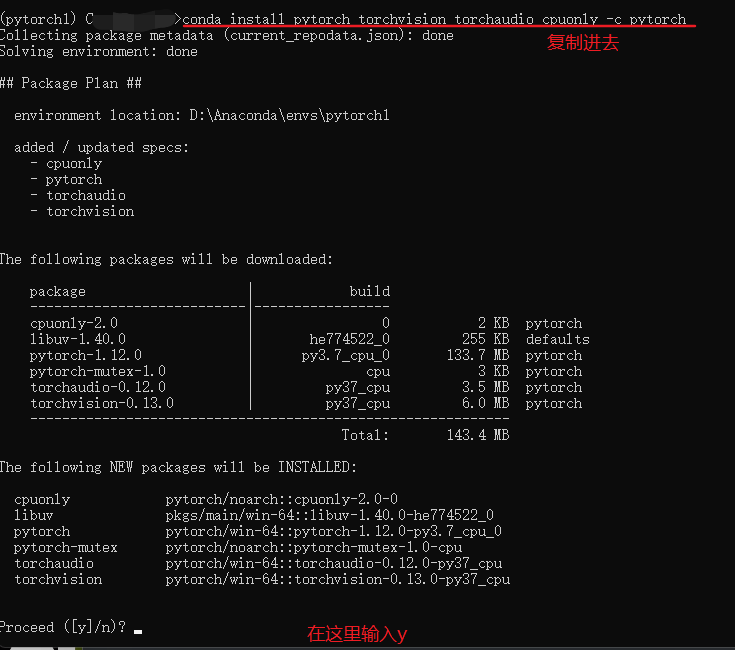 (pytorch1) C >conda install pytorch torchvision torchaudio cpuonly -c pytorch
Collecting package metadata (current_repodata.json): done
复制进去
Solving environment: done
## Package Plan ##
environment location: D:\Anaconda\envs\pytorch1
added / updated specs:
- cpuonly
- pytorch
- torchaudio
- torchvision
The following packages will be downloaded:
package | build
cpuonly-2.0 | 0 2 KB pytorch
libuv-1.40.0 | he774522_0 255 KB defaults
pytorch-1.12.0 | py3.7_cpu_0 133.7 MB pytorch
pytorch-mutex-1.0 | cpu 3 KB pytorch
torchaudio-0.12.0 | py37_cpu 3.5 MB pytorch
torchvision-0.13.0 | py37_cpu 6.0 MB pytorch
Total: 143.4 MB
The following NEW packages will be INSTALLED:
cpuonly pytorch/noarch::cpuonly-2.0-0
libuv pkgs/main/win-64::libuv-1.40.0-he774522_0
pytorch pytorch/win-64::pytorch-1.12.0-py3.7_cpu_0
pytorch-mutex pytorch/noarch::pytorch-mutex-1.0-cpu
torchaudio pytorch/win-64::torchaudio-0.12.0-py37_cpu
torchvision pytorch/win-64::torchvision-0.13.0-py37_cpu
Proceed ([y]/n)?
在这里输入y